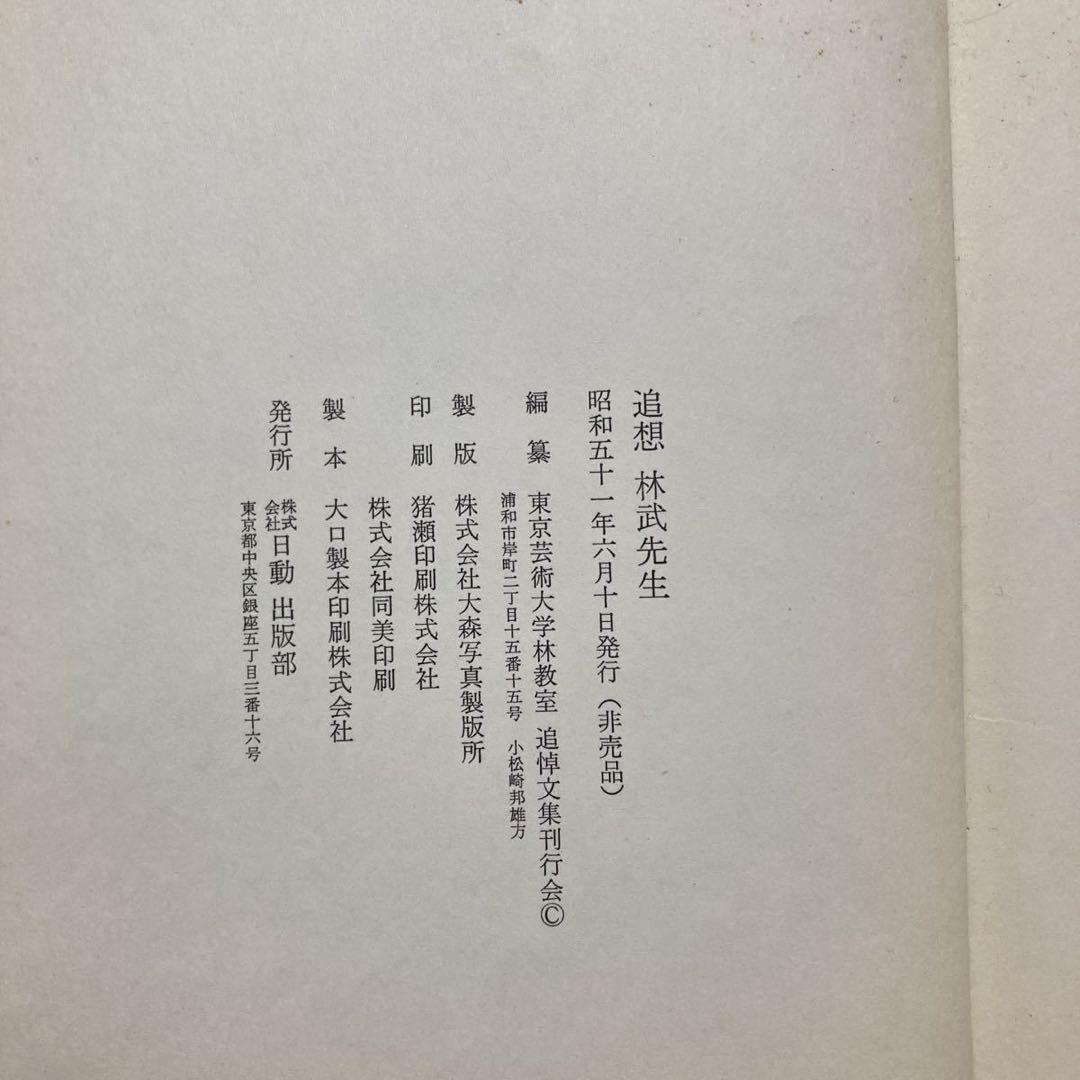 追想 林武先生
昭和五十一年六月十日発行（非売品）
編纂 東京芸術大学林教室 追悼文集刊行会©
浦和市岸町二丁目十五番十五号 小松崎邦雄方
製版 株式会社大森写真製版所
印刷 猪瀬印刷株式会社
株式会社同美印刷
製本 大口製本印刷株式会社
発行所 株式会社日動出版部
東京都中央区銀座五丁目三番十六号